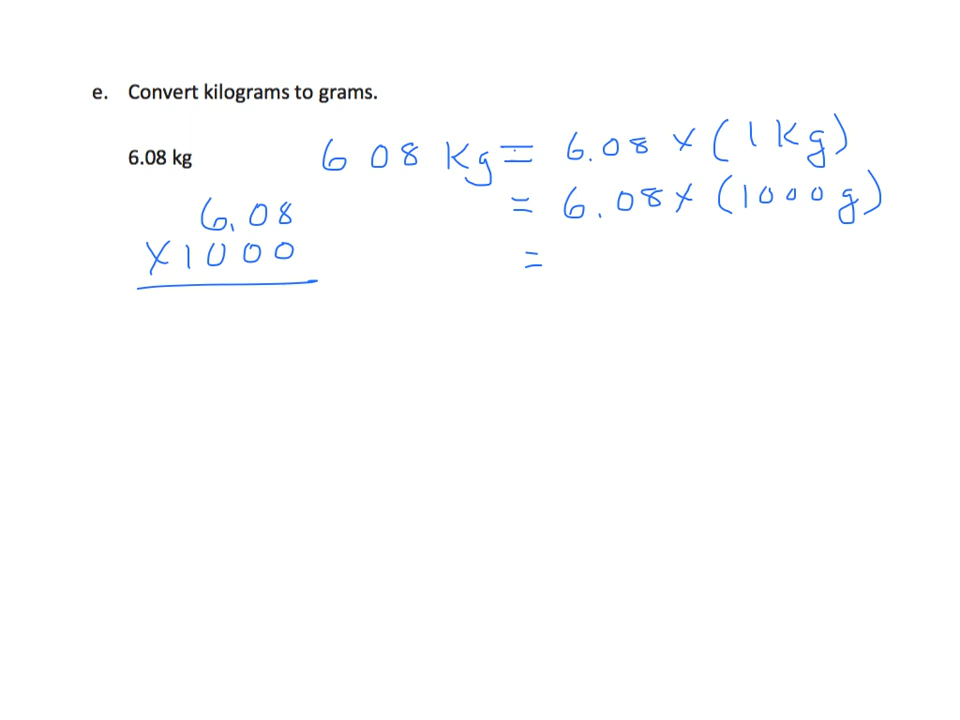 e. Convert kilograms to grams.
6.08 kg
6 08 Kg = 6.08 × (1 Kg)
= 6.08 × (1000 g)
=
6.08
×1000